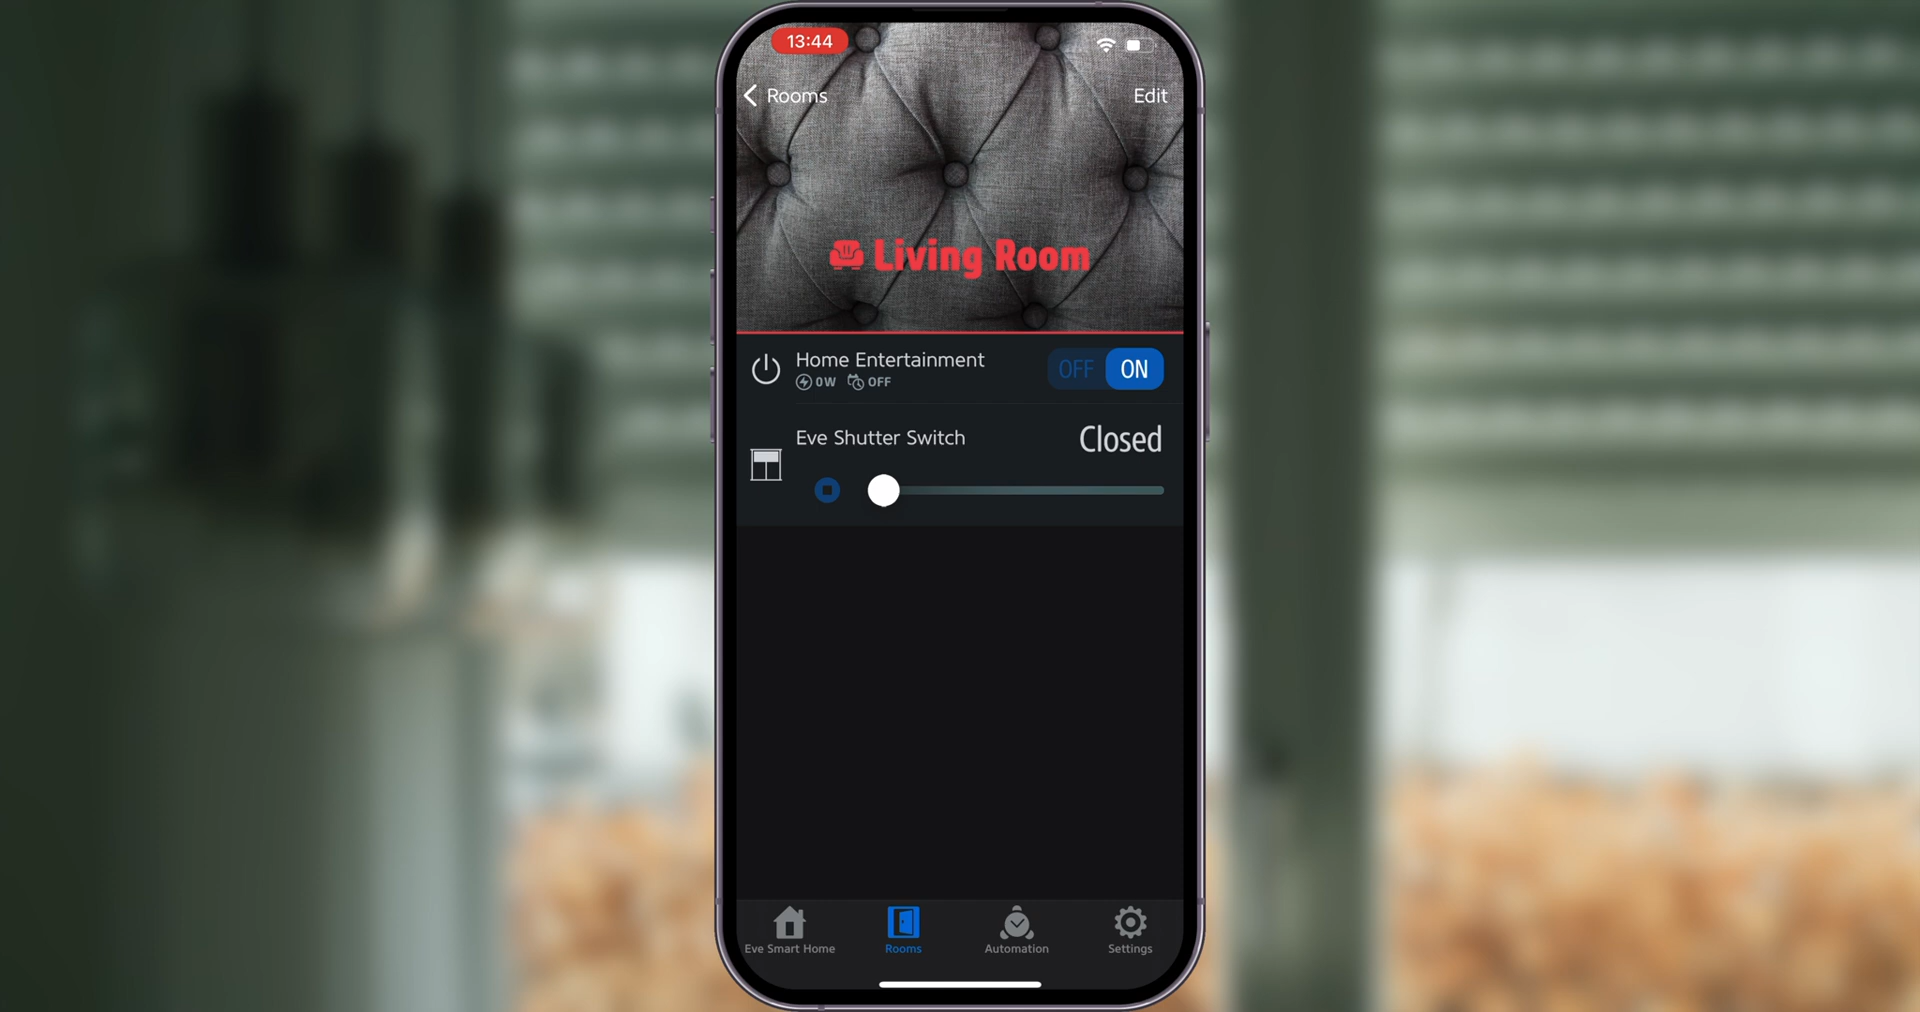 13:44
Rooms
Edit
Living Room
Home Entertainment
OFF
ON
0W
OFF
Eve Shutter Switch
Closed
Eve Smart Home
Rooms
Automation
Settings